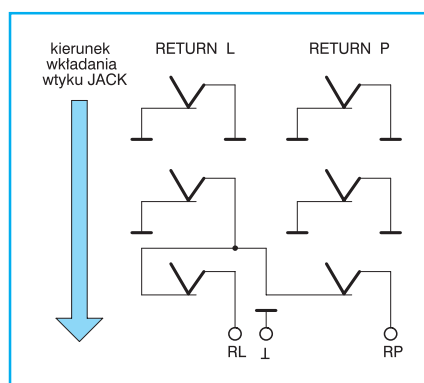 kierunek
wkładania
wtyku JACK
RETURN L
RETURN P
RL
⊥
RP